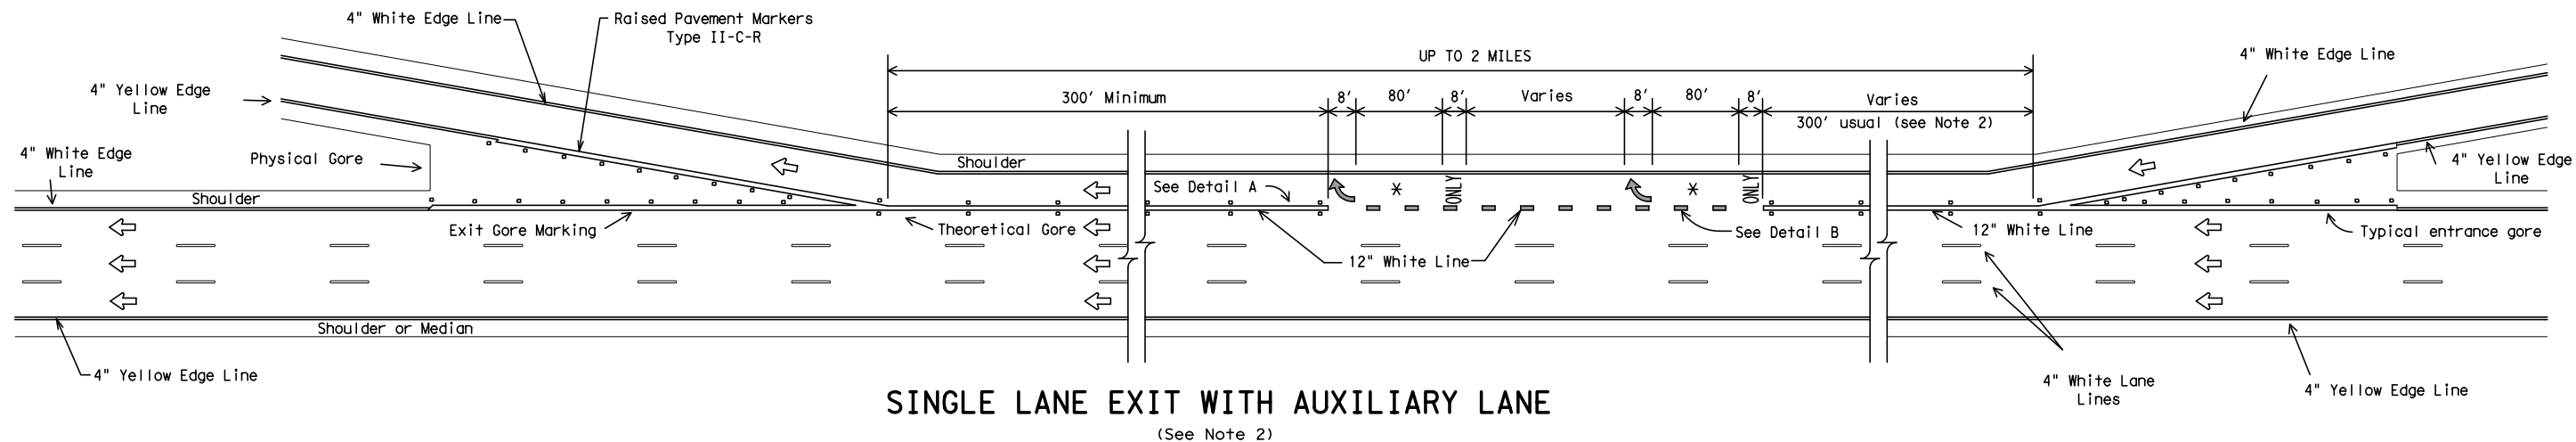 4" White Edge Line
Raised Pavement Markers
Type II-C-R
UP TO 2 MILES
4" White Edge Line
4" Yellow Edge
Line
300' Minimum
8'
80'
8'
Varies
8'
80'
8'
Varies
300' usual (see Note 2)
4" White Edge
Line
Physical Gore
Shoulder
4" Yellow Edge
Line
See Detail A
*
ONLY
*
ONLY
Shoulder
Exit Gore Marking
Theoretical Gore
See Detail B
12" White Line
Typical entrance gore
12" White Line
Shoulder or Median
4" Yellow Edge Line
4" White Lane
Lines
4" Yellow Edge Line
SINGLE LANE EXIT WITH AUXILIARY LANE
(See Note 2)